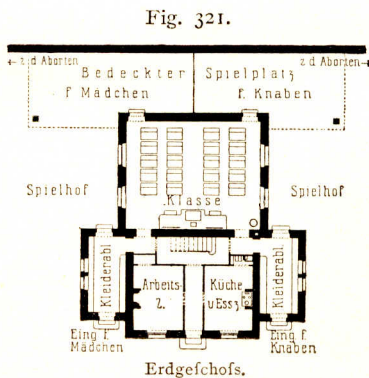 Fig. 321.
← z. d Aborten
z d Aborten →
Bedeckter Spielplatz
f Mädchen
f. Knaben
Spielhof
Spielhof
Klasse
Kleiderabl
Arbeits-
Z.
Küche
u Essz
Kleiderabl.
Eing f.
Mädchen
Eing f.
Knaben
Erdgeſchoſs.